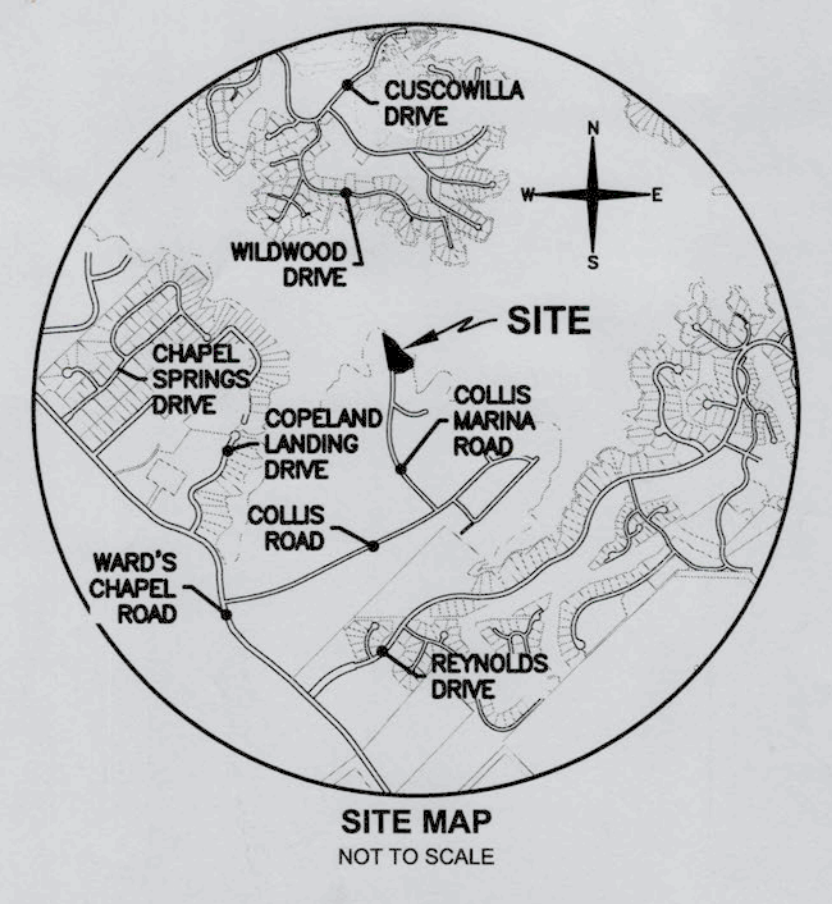 CUSCOWILLA
DRIVE
N
W
E
S
WILDWOOD
DRIVE
SITE
CHAPEL
SPRINGS
DRIVE
COLLIS
MARINA
ROAD
COPELAND
LANDING
DRIVE
COLLIS
ROAD
WARD'S
CHAPEL
ROAD
REYNOLDS
DRIVE
SITE MAP
NOT TO SCALE